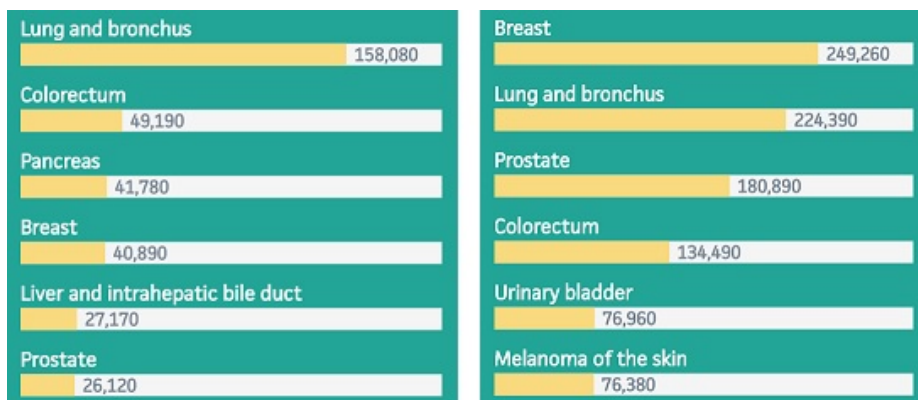 Lung and bronchus
158,080
Colorectum
49,190
Pancreas
41,780
Breast
40,890
Liver and intrahepatic bile duct
27,170
Prostate
26,120
Breast
249,260
Lung and bronchus
224,390
Prostate
180,890
Colorectum
134,490
Urinary bladder
76,960
Melanoma of the skin
76,380